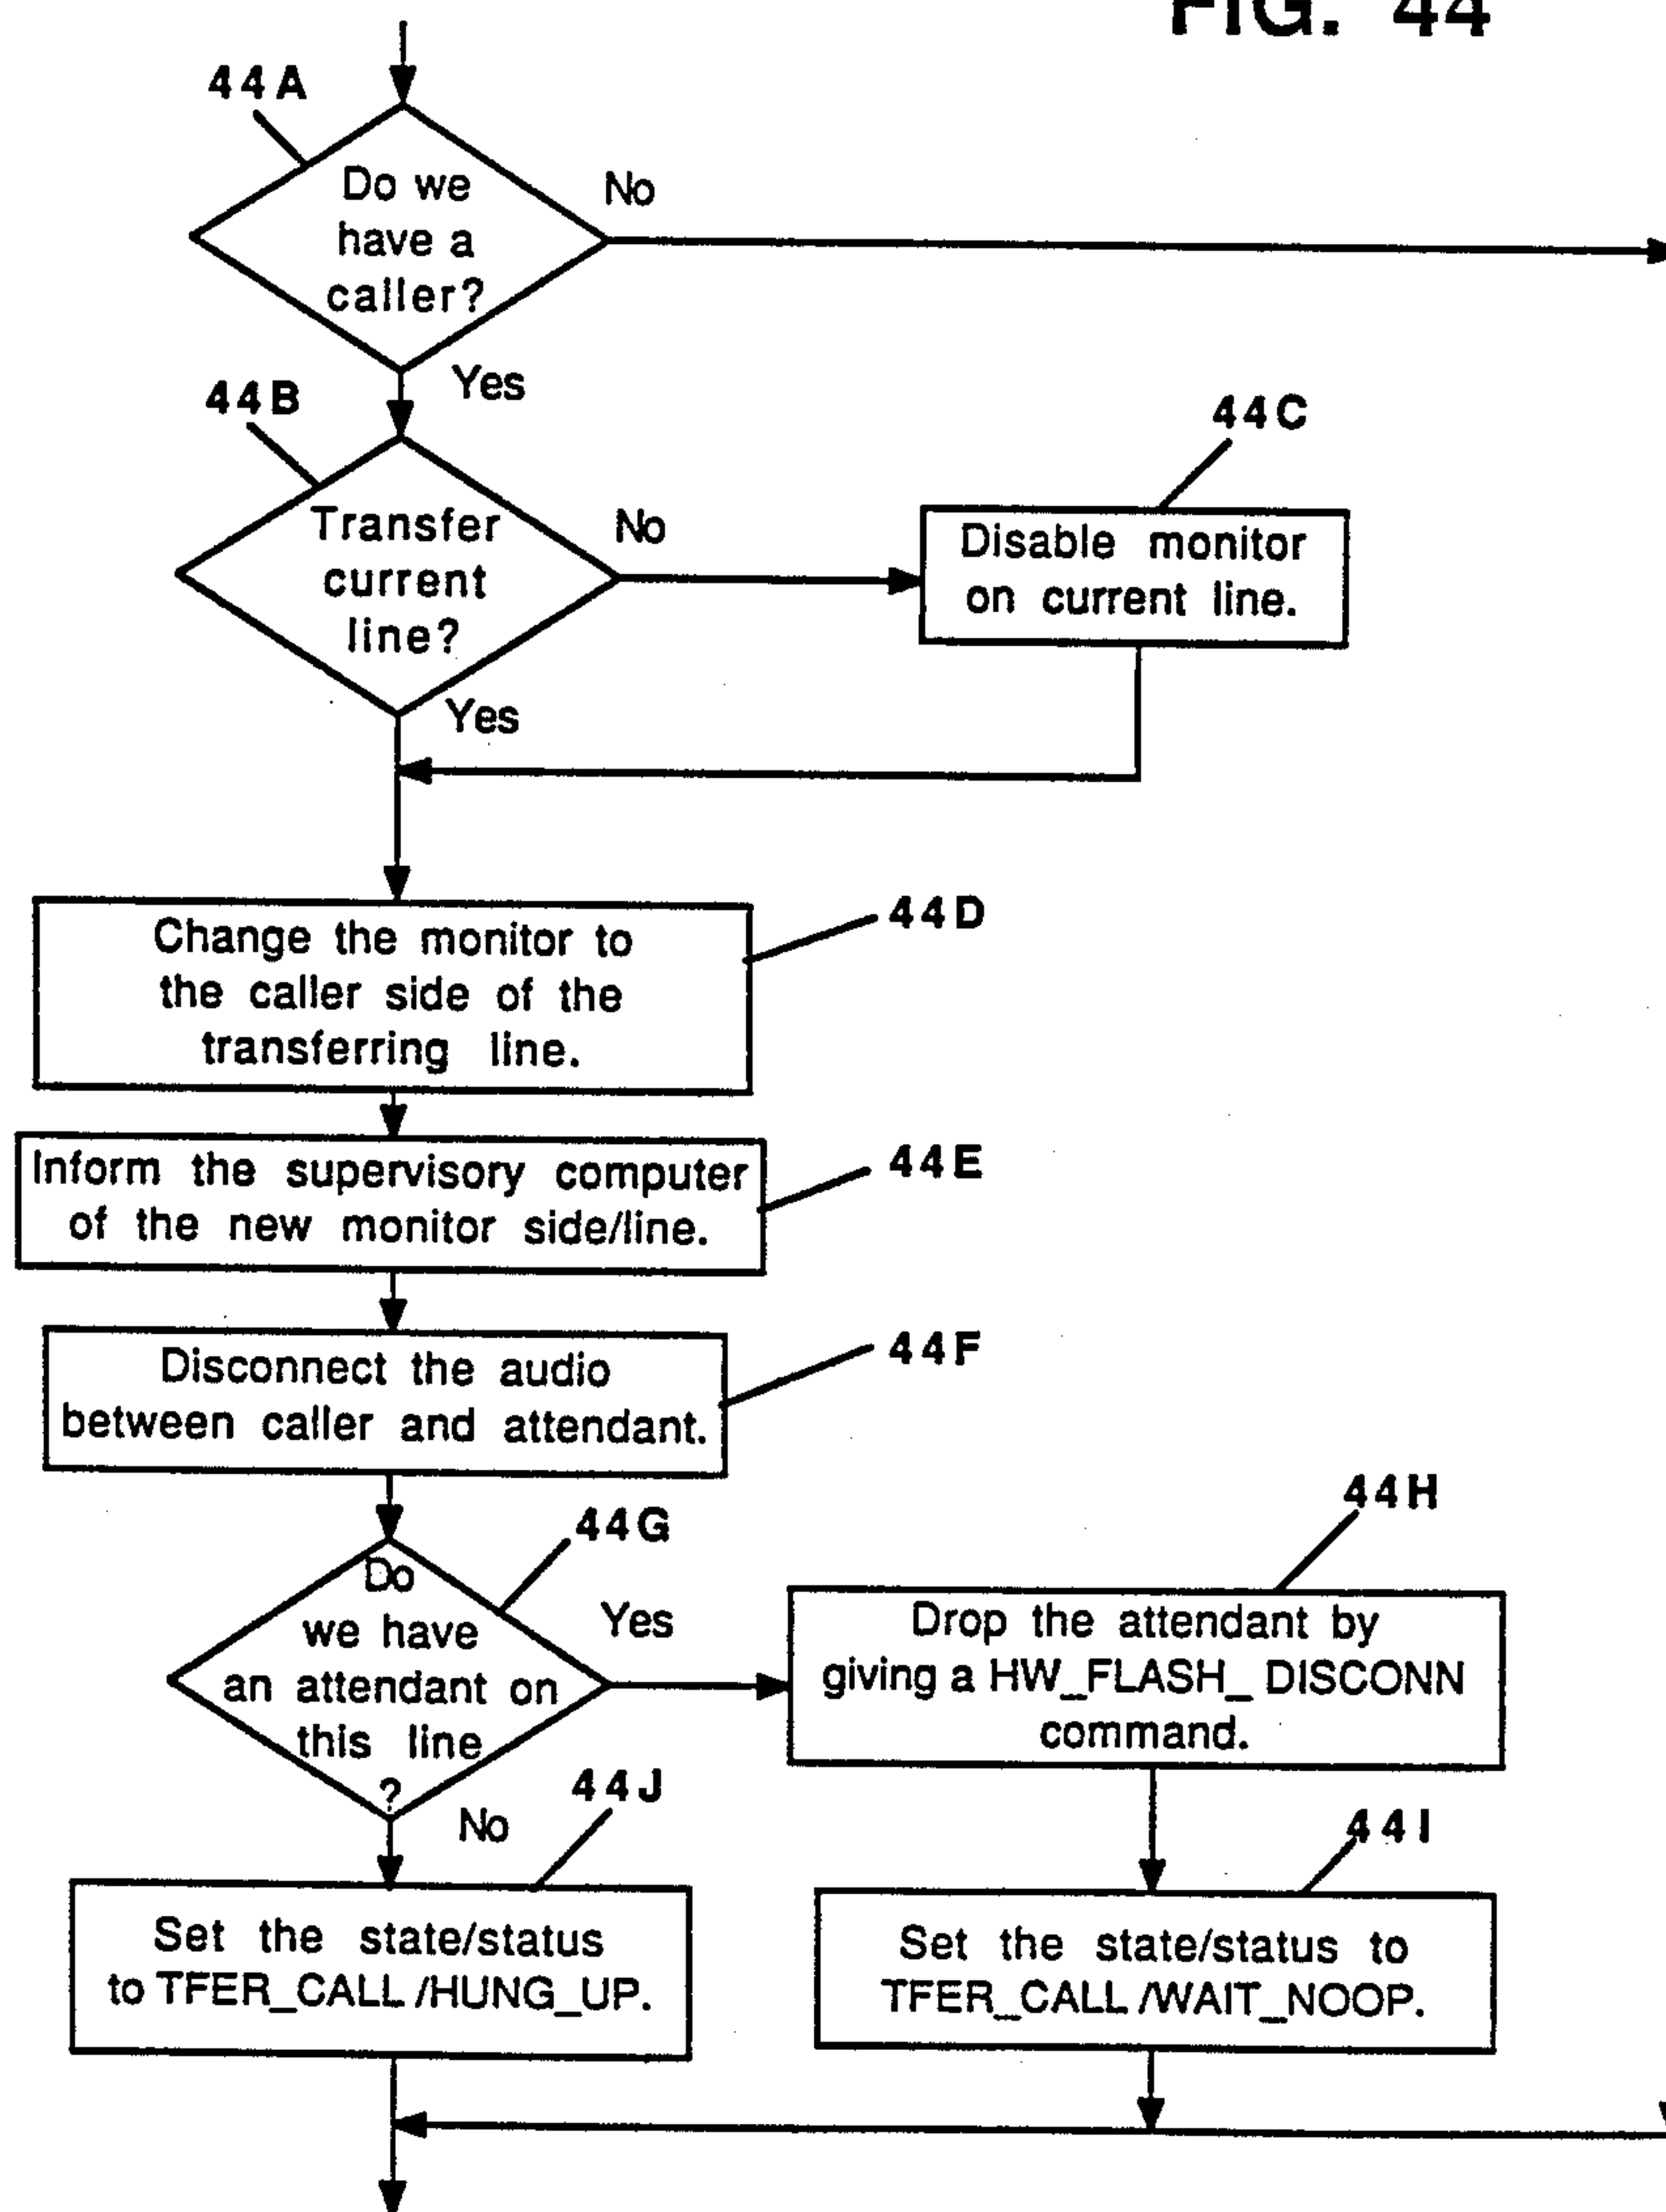 FIG. 44
44A
Do we
have a
caller?
No
Yes
44B
Transfer
current
line?
No
Yes
44C
Disable monitor
on current line.
44D
Change the monitor to
the caller side of the
transferring line.
44E
Inform the supervisory computer
of the new monitor side/line.
44F
Disconnect the audio
between caller and attendant.
44G
Do
we have
an attendant on
this line
?
Yes
No
44H
Drop the attendant by
giving a HW_FLASH_ DISCONN
command.
44I
Set the state/status to
TFER_CALL /WAIT_NOOP.
44J
Set the state/status
to TFER_CALL /HUNG_UP.